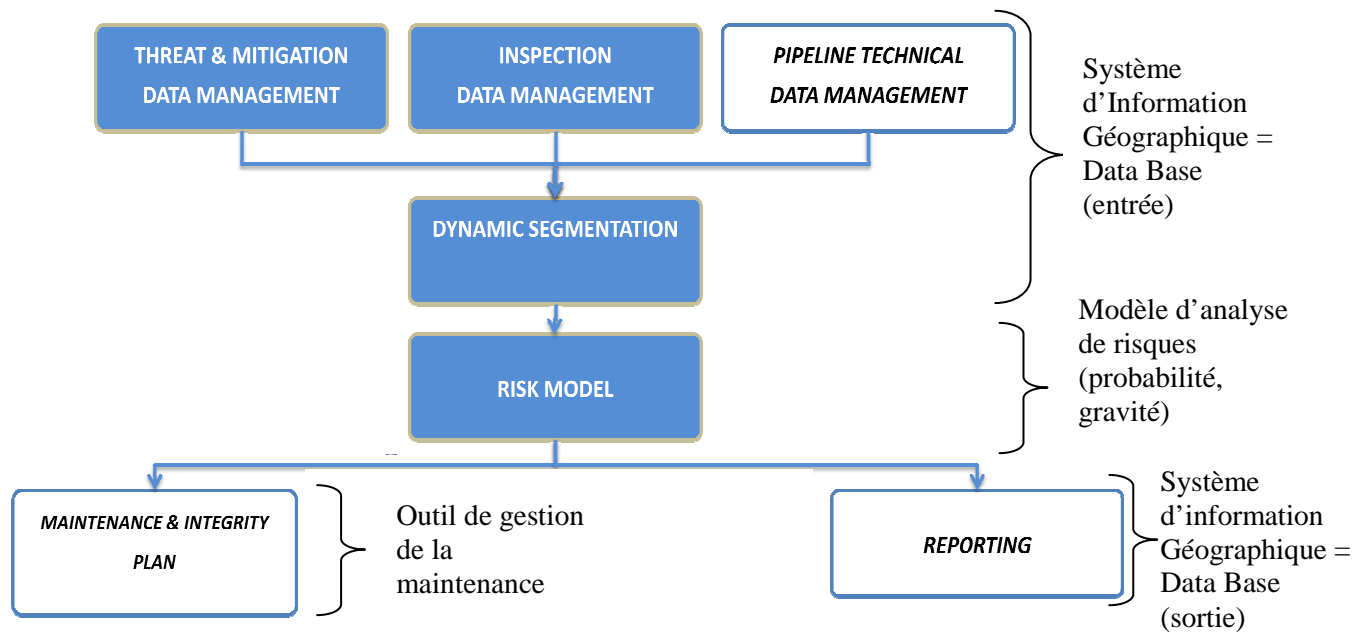 THREAT & MITIGATION
DATA MANAGEMENT
INSPECTION
DATA MANAGEMENT
PIPELINE TECHNICAL
DATA MANAGEMENT
Système
d’Information
Géographique =
Data Base
(entrée)
DYNAMIC SEGMENTATION
RISK MODEL
Modèle d’analyse
de risques
(probabilité,
gravité)
MAINTENANCE & INTEGRITY
PLAN
Outil de gestion
de la
maintenance
REPORTING
Système
d’information
Géographique =
Data Base
(sortie)